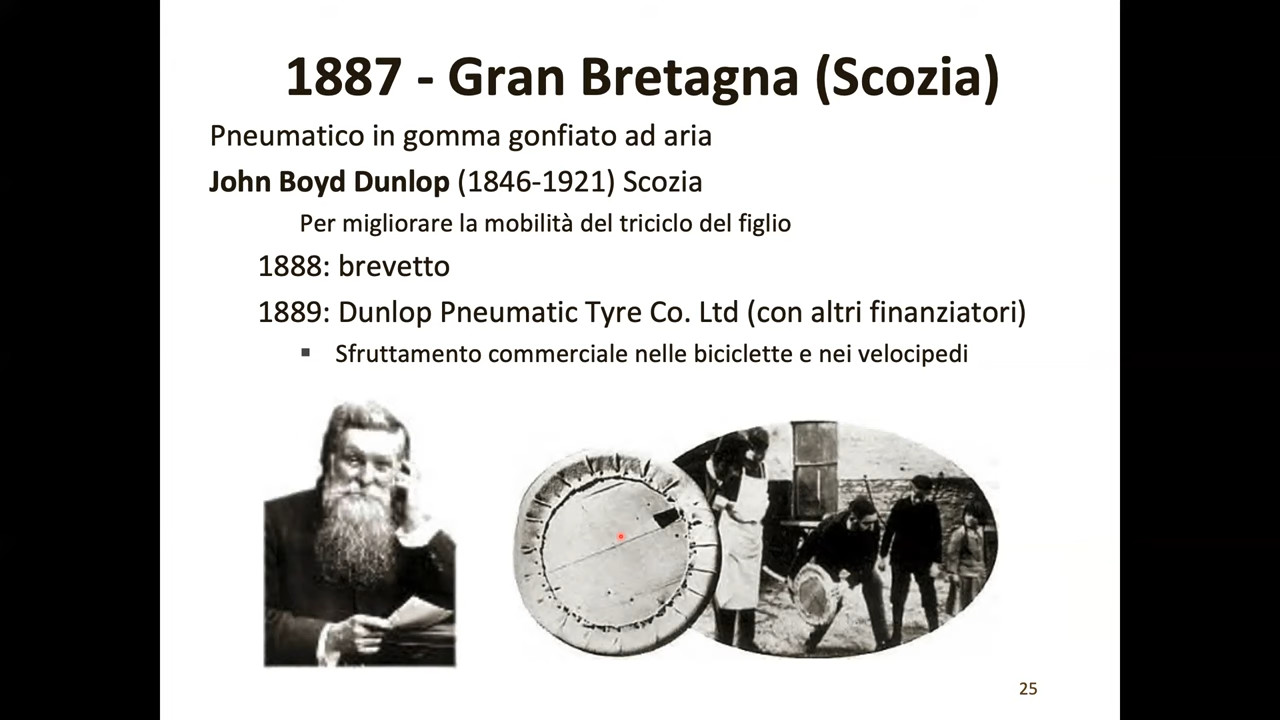 1887 - Gran Bretagna (Scozia)
Pneumatico in gomma gonfiato ad aria
John Boyd Dunlop (1846-1921) Scozia
Per migliorare la mobilità del triciclo del figlio
1888: brevetto
1889: Dunlop Pneumatic Tyre Co. Ltd (con altri finanziatori)
▪ Sfruttamento commerciale nelle biciclette e nei velocipedi
25